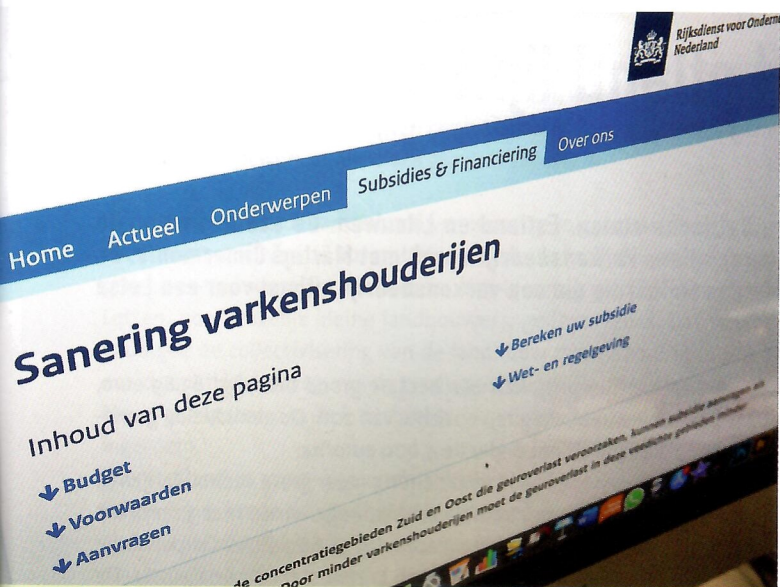 Rijksdienst voor Ondern
Nederland
Home Actueel Onderwerpen Subsidies & Financiering Over ons
Sanering varkenshouderijen
Inhoud van deze pagina
Budget
Voorwaarden
Aanvragen
Bereken uw subsidie
Wet- en regelgeving
de concentratiegebieden Zuid en Oost die geuroverlast veroorzaken, kunnen subsidie aanvragen als
Door minder varkenshouderijen moet de geuroverlast in deze veedichte gebieden minder